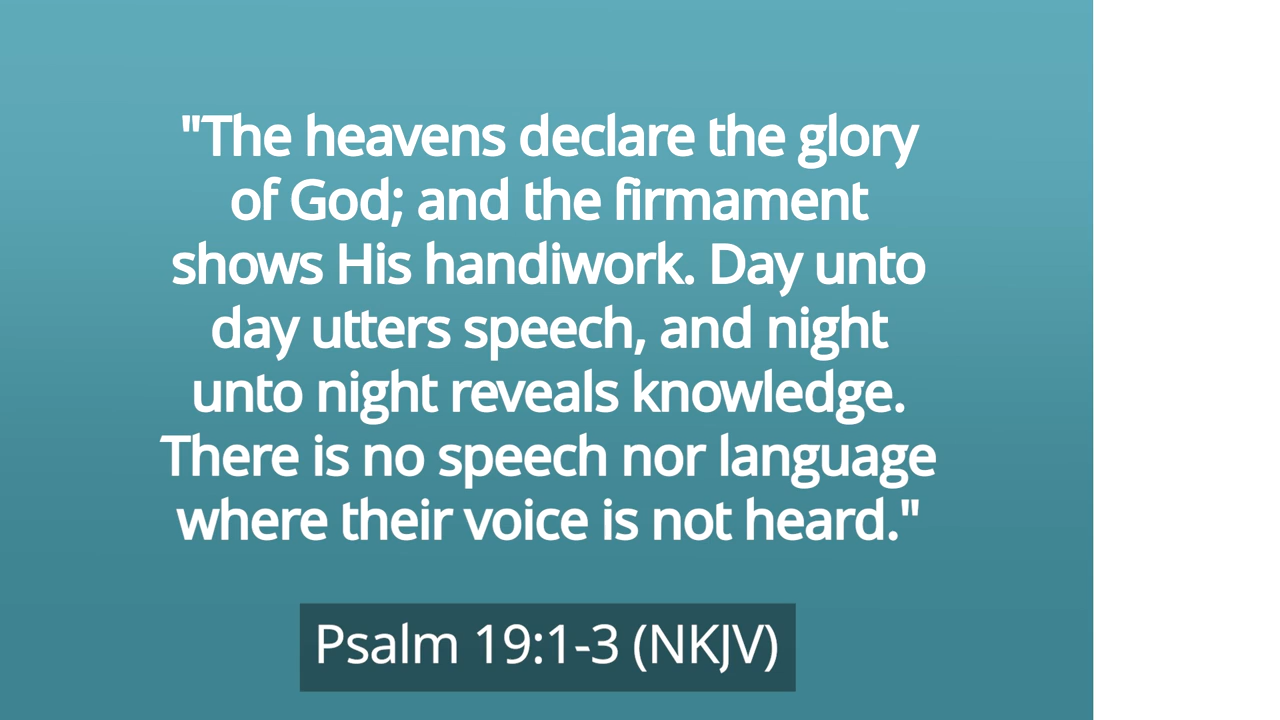 "The heavens declare the glory
of God; and the firmament
shows His handiwork. Day unto
day utters speech, and night
unto night reveals knowledge.
There is no speech nor language
where their voice is not heard."
Psalm 19:1-3 (NKJV)